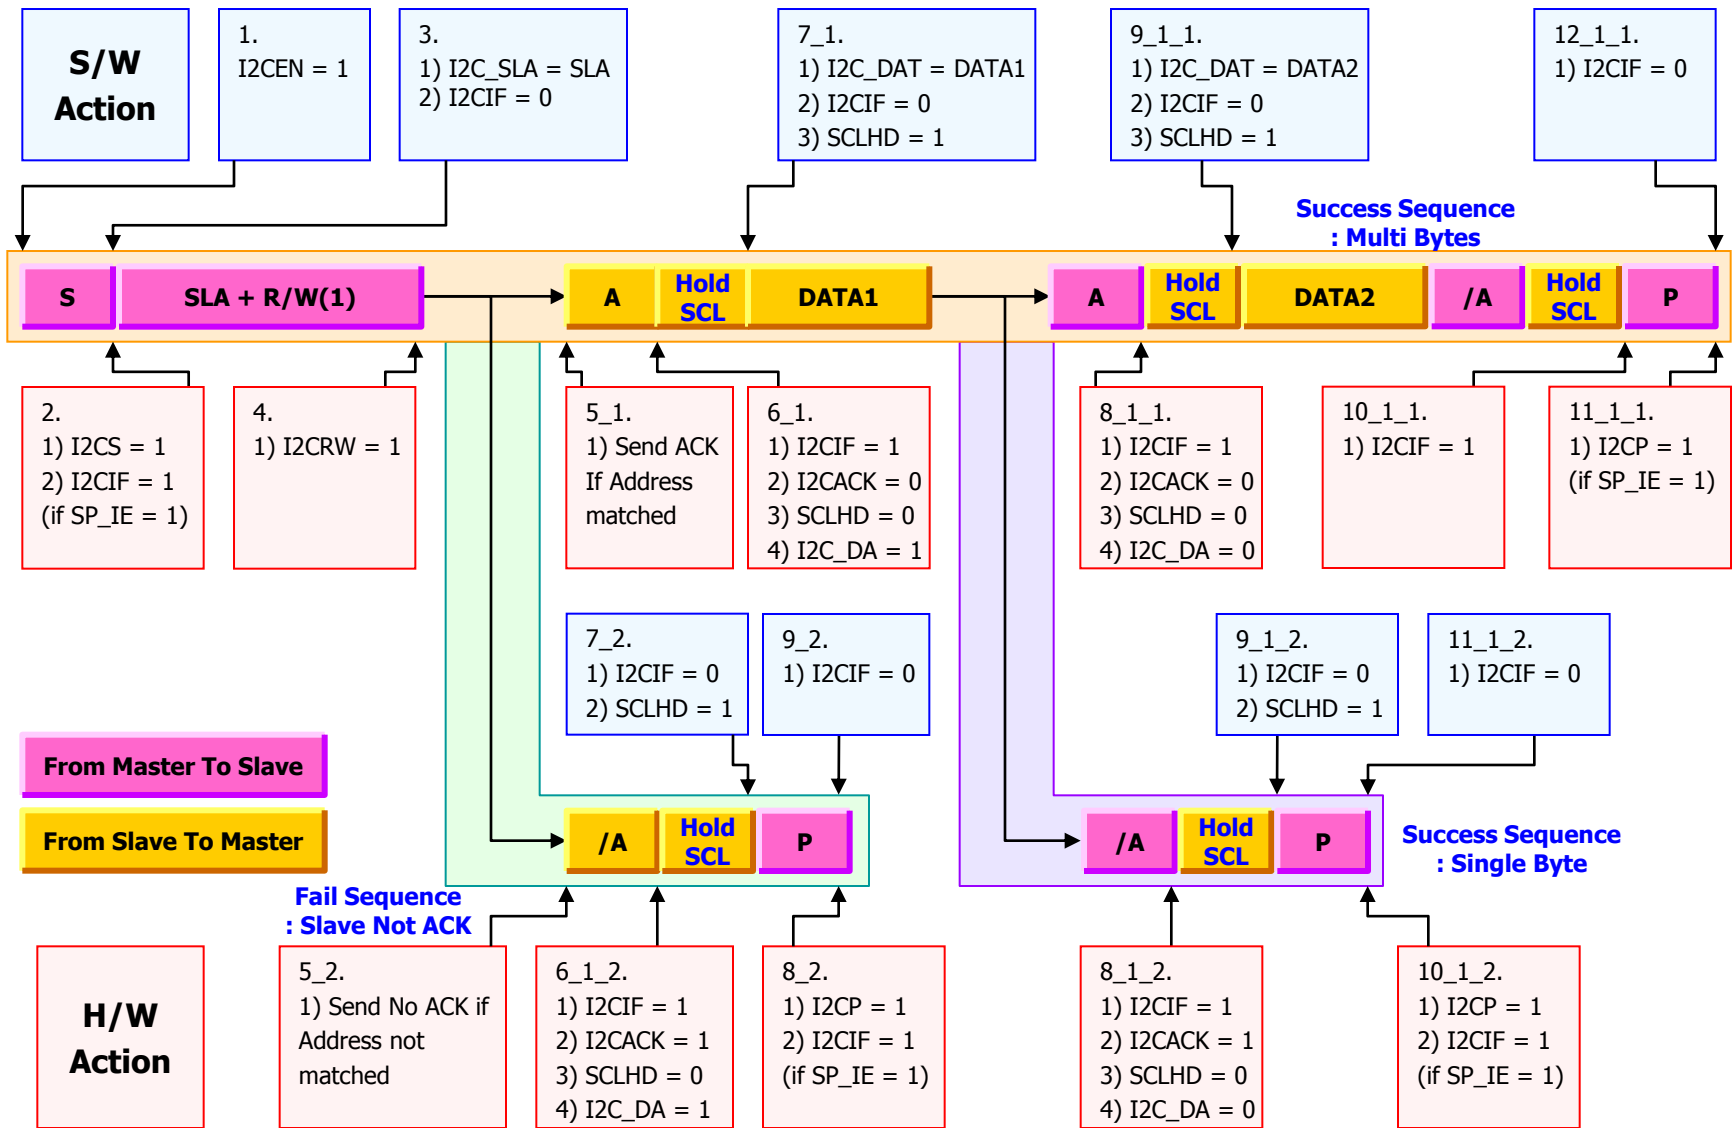 S/W
Action
1.
I2CEN = 1
3.
1) I2C_SLA = SLA
2) I2CIF = 0
7_1.
1) I2C_DAT = DATA1
2) I2CIF = 0
3) SCLHD = 1
9_1_1.
1) I2C_DAT = DATA2
2) I2CIF = 0
3) SCLHD = 1
12_1_1.
1) I2CIF = 0
Success Sequence
: Multi Bytes
S
SLA + R/W(1)
A
Hold
SCL
DATA1
A
Hold
SCL
DATA2
/A
Hold
SCL
P
2.
1) I2CS = 1
2) I2CIF = 1
(if SP_IE = 1)
4.
1) I2CRW = 1
5_1.
1) Send ACK
If Address
matched
6_1.
1) I2CIF = 1
2) I2CACK = 0
3) SCLHD = 0
4) I2C_DA = 1
8_1_1.
1) I2CIF = 1
2) I2CACK = 0
3) SCLHD = 0
4) I2C_DA = 0
10_1_1.
1) I2CIF = 1
11_1_1.
1) I2CP = 1
(if SP_IE = 1)
7_2.
1) I2CIF = 0
2) SCLHD = 1
9_2.
1) I2CIF = 0
9_1_2.
1) I2CIF = 0
2) SCLHD = 1
11_1_2.
1) I2CIF = 0
From Master To Slave
From Slave To Master
/A
Hold
SCL
P
/A
Hold
SCL
P
Success Sequence
: Single Byte
Fail Sequence
: Slave Not ACK
H/W
Action
5_2.
1) Send No ACK if
Address not
matched
6_1_2.
1) I2CIF = 1
2) I2CACK = 1
3) SCLHD = 0
4) I2C_DA = 1
8_2.
1) I2CP = 1
2) I2CIF = 1
(if SP_IE = 1)
8_1_2.
1) I2CIF = 1
2) I2CACK = 1
3) SCLHD = 0
4) I2C_DA = 0
10_1_2.
1) I2CP = 1
2) I2CIF = 1
(if SP_IE = 1)